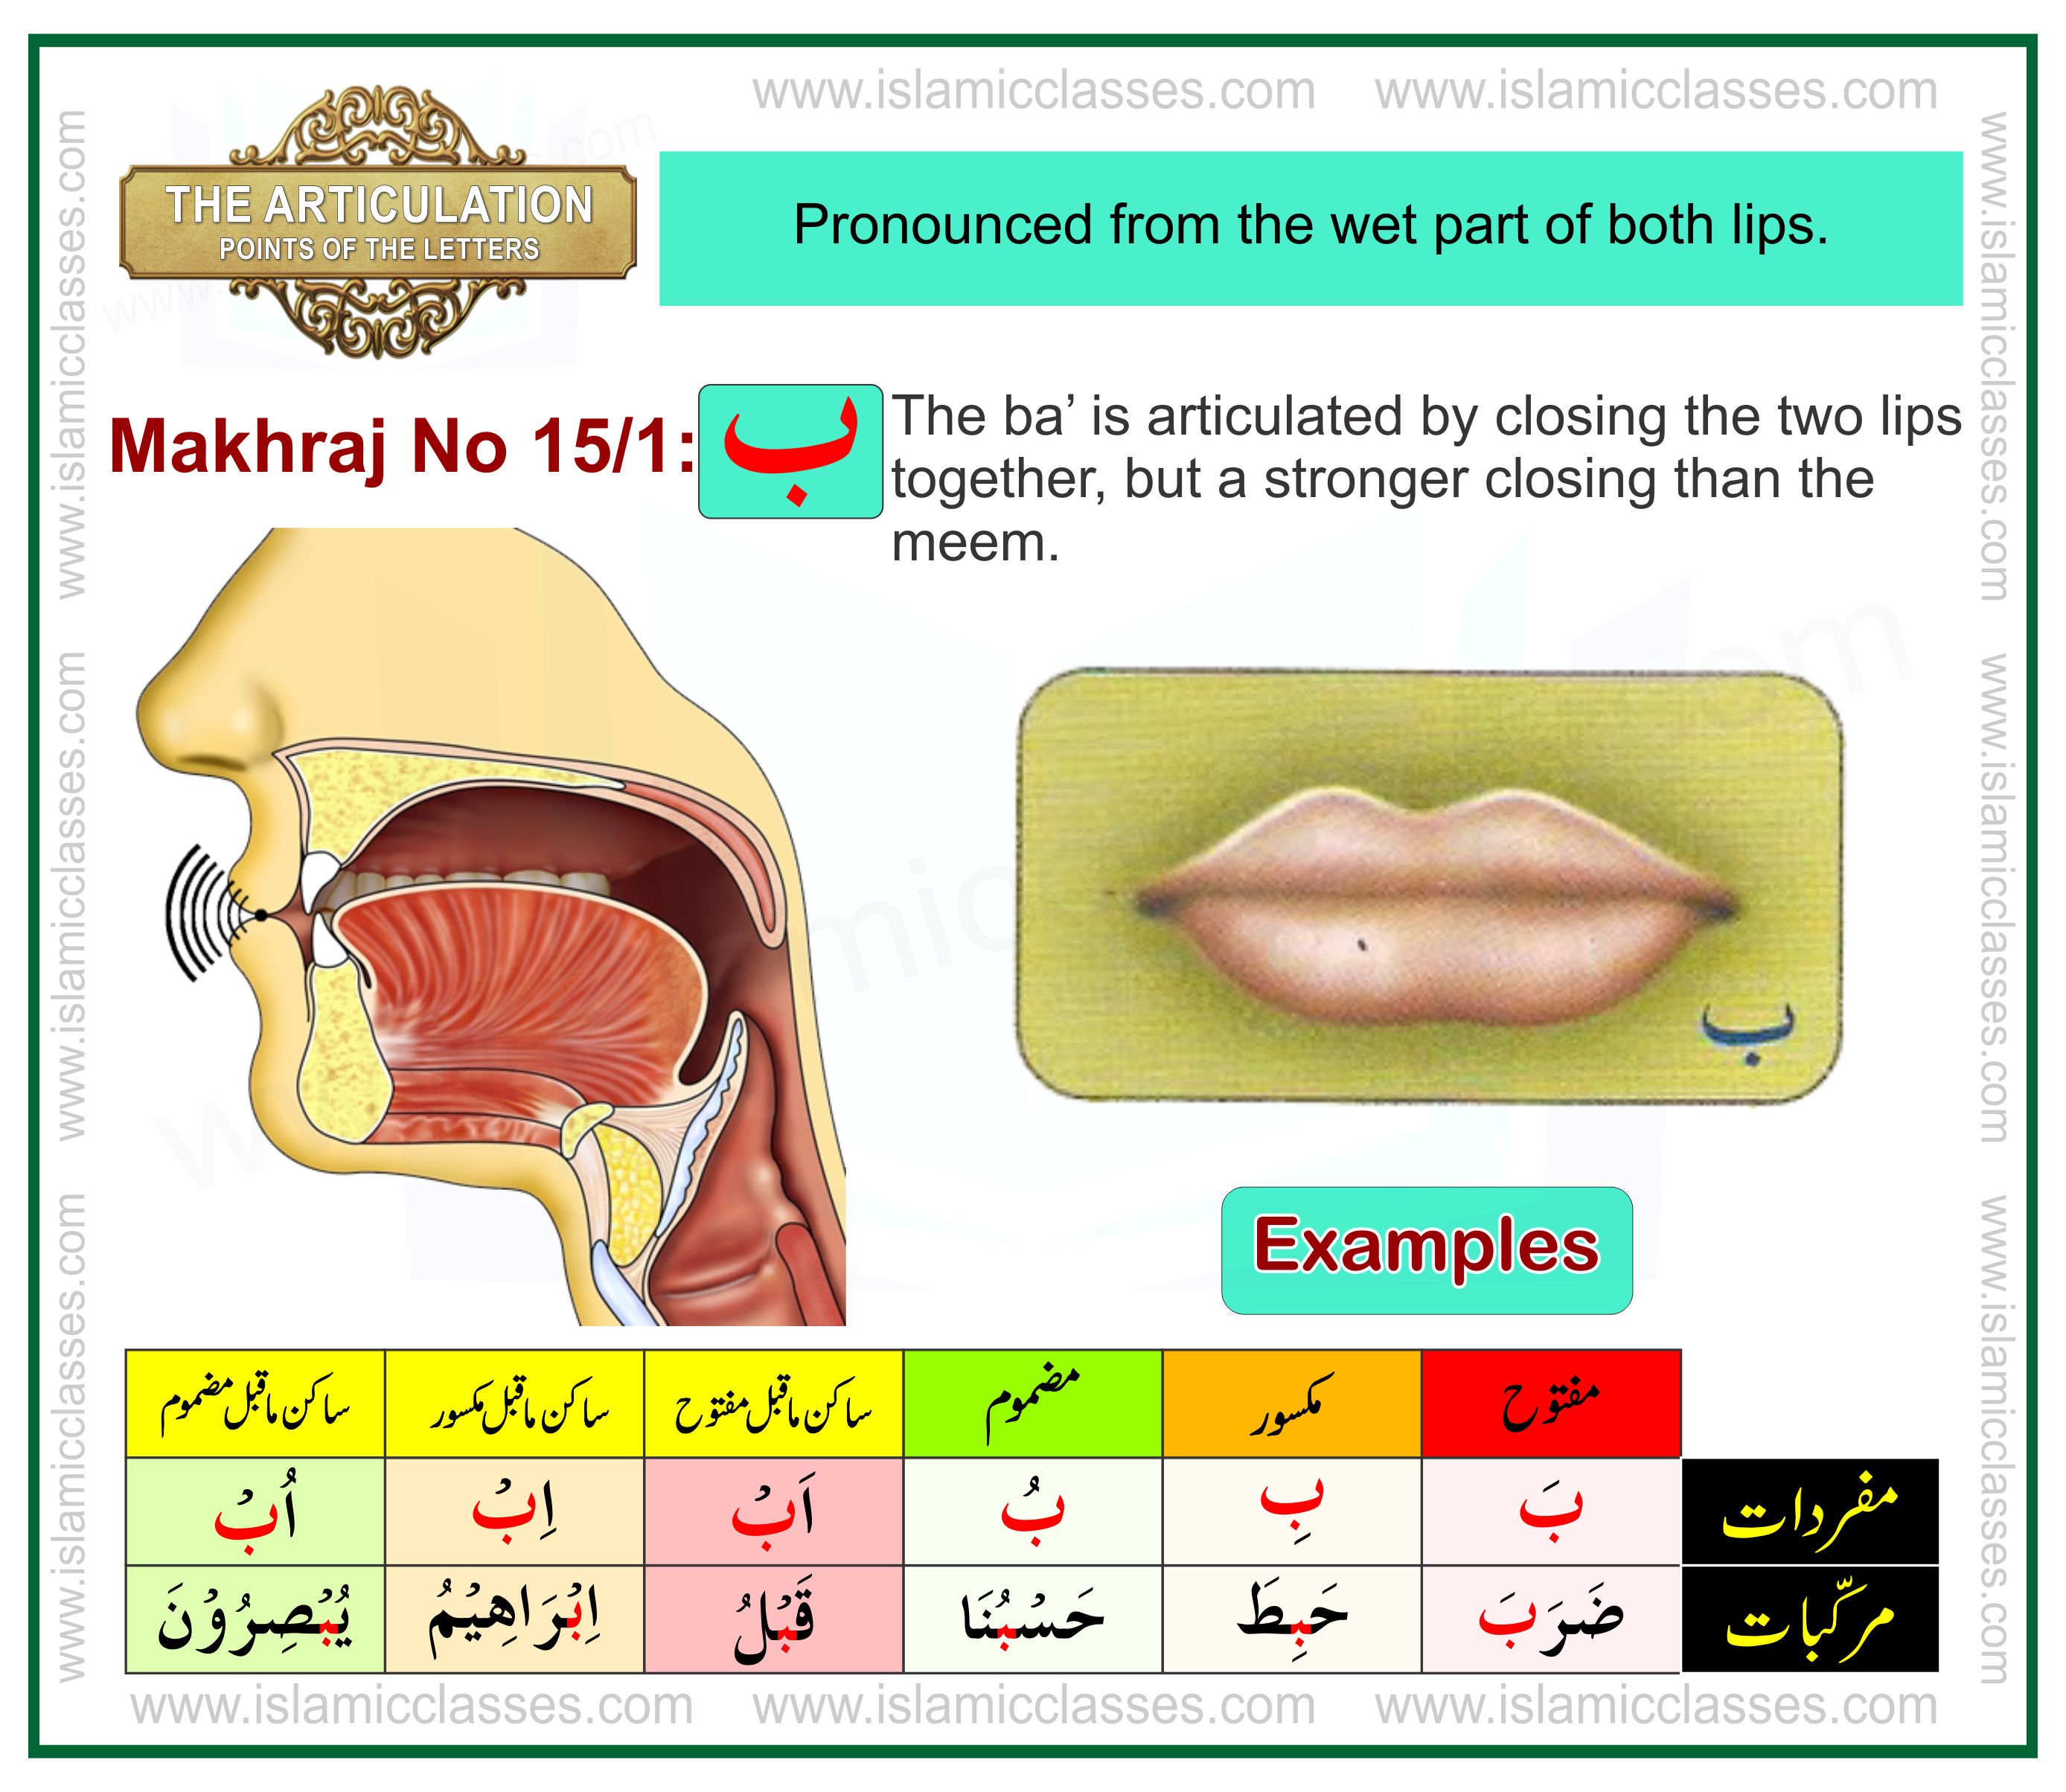 www.islamicclasses.com www.islamicclasses.com
THE ARTICULATION
POINTS OF THE LETTERS
Pronounced from the wet part of both lips.
Makhraj No 15/1:
ب
The ba’ is articulated by closing the two lips
together, but a stronger closing than the
meem.
ب
Examples
مفتوح مکسور مضموم ساکن ماقبل مفتوح ساکن ماقبل مکسور ساکن ماقبل مضموم
مفردات بَ بِ بُ اَبْ اِبْ اُبْ
مرکّبات ضَرَبَ حَبِطَ حَسْبُنَا قَبْلُ اِبْرَاهِيْمُ يُبْصِرُوْنَ
www.islamicclasses.com www.islamicclasses.com www.islamicclasses.com
www.islamicclasses.com www.islamicclasses.com www.islamicclasses.com
www.islamicclasses.com www.islamicclasses.com www.islamicclasses.com